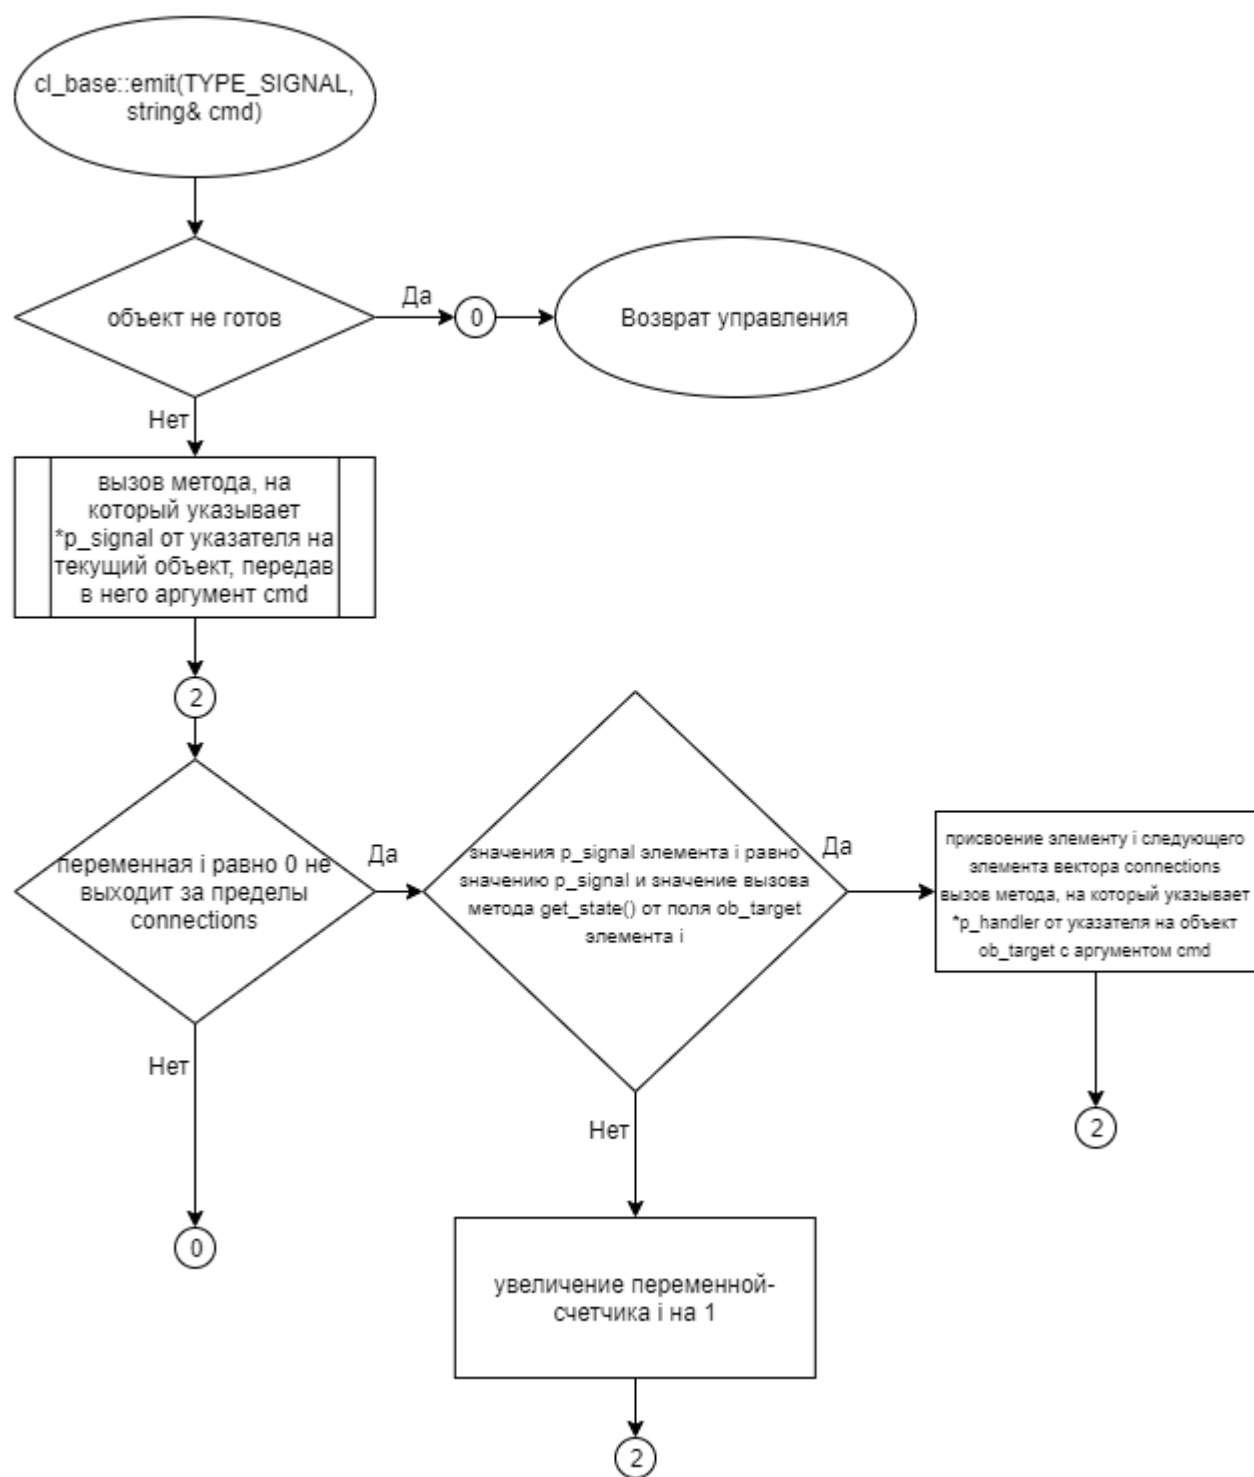 cl_base::emit(TYPE_SIGNAL,
string& cmd)
объект не готов
Да
0
Возврат управления
Нет
вызов метода, на
который указывает
*p_signal от указателя на
текущий объект, передав
в него аргумент cmd
2
переменная i равно 0 не
выходит за пределы
connections
Да
значения p_signal элемента i равно
значению p_signal и значение вызова
метода get_state() от поля ob_target
элемента i
Да
присвоение элементу i следующего
элемента вектора connections
вызов метода, на который указывает
*p_handler от указателя на объект
ob_target с аргументом cmd
Нет
0
Нет
2
увеличение переменной-
счетчика i на 1
2